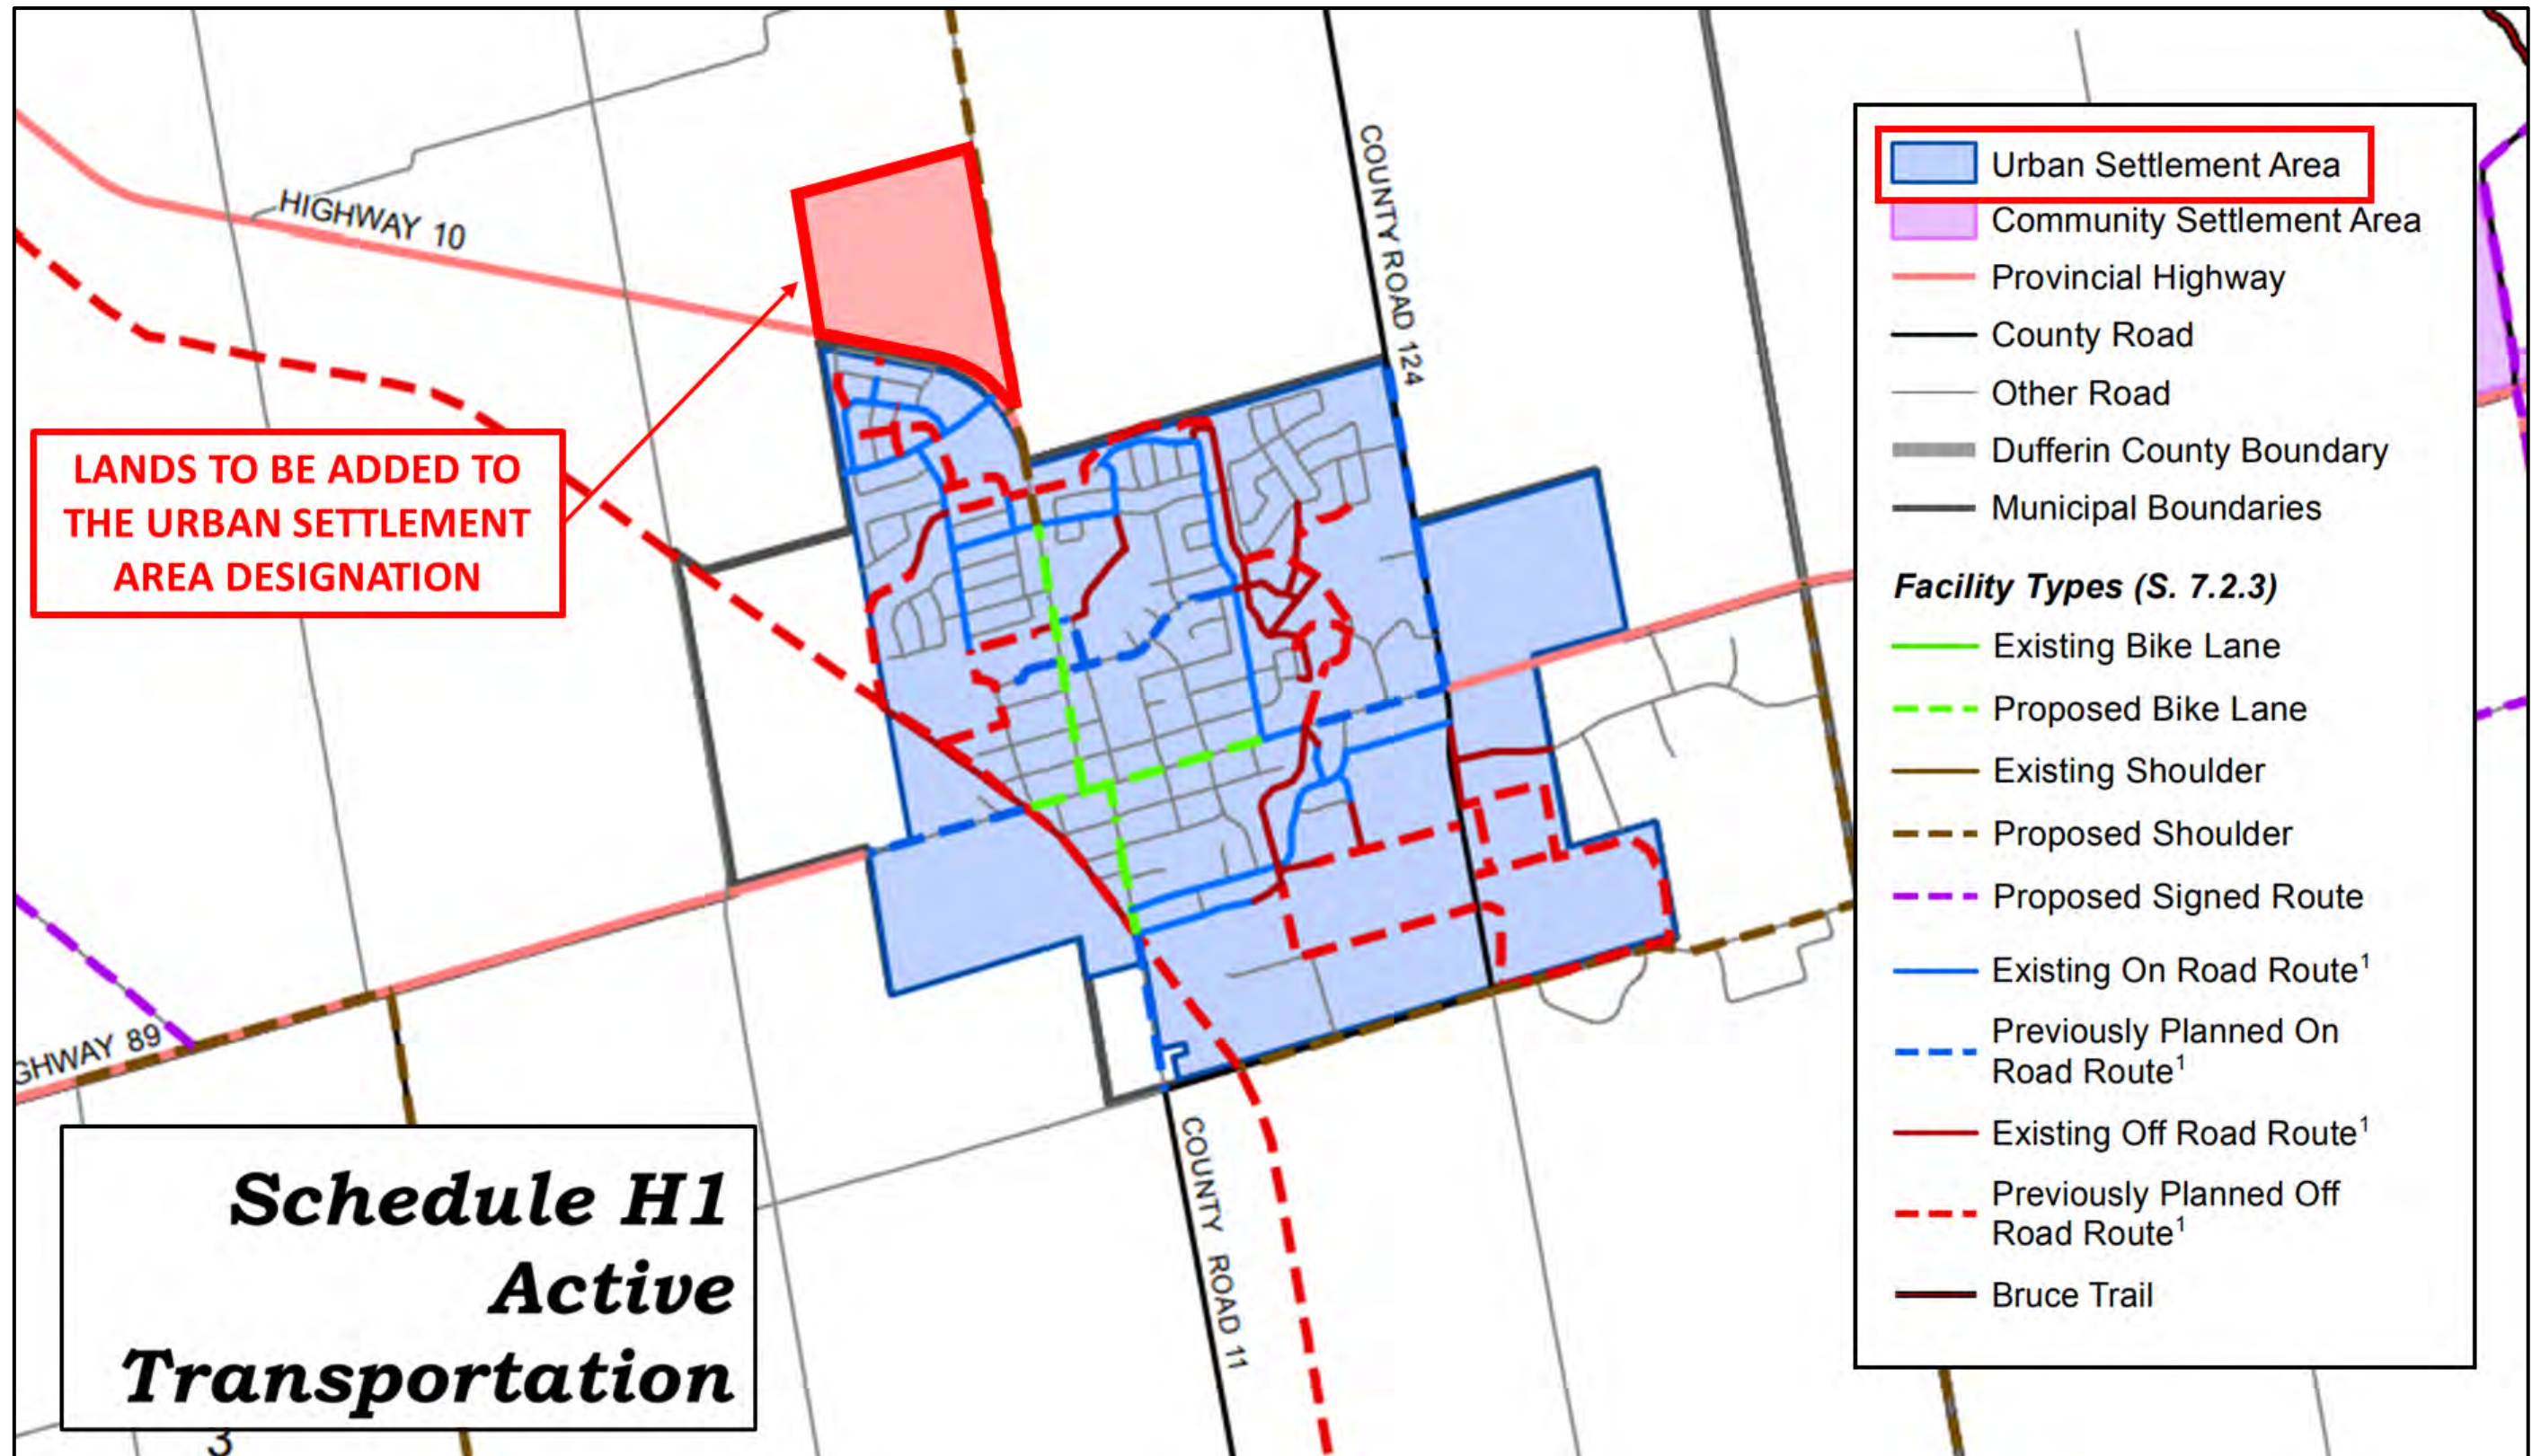 HIGHWAY 10
COUNTY ROAD 124
LANDS TO BE ADDED TO
THE URBAN SETTLEMENT
AREA DESIGNATION
GHWAY 89
COUNTY ROAD 11
3
Schedule H1
Active
Transportation
Urban Settlement Area
Community Settlement Area
Provincial Highway
County Road
Other Road
Dufferin County Boundary
Municipal Boundaries
Facility Types (S. 7.2.3)
Existing Bike Lane
Proposed Bike Lane
Existing Shoulder
Proposed Shoulder
Proposed Signed Route
Existing On Road Route¹
Previously Planned On
Road Route¹
Existing Off Road Route¹
Previously Planned Off
Road Route¹
Bruce Trail